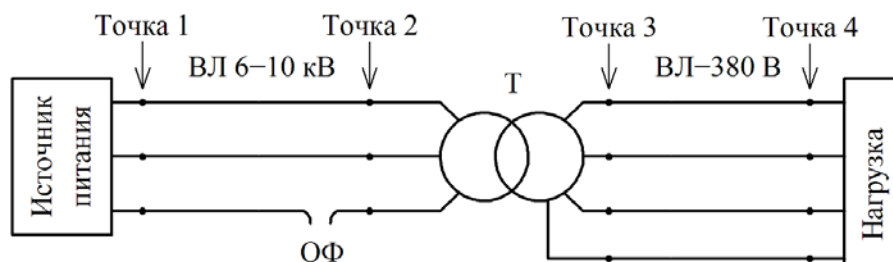 Точка 1
Точка 2
Точка 3
Точка 4
ВЛ 6−10 кВ
Т
ВЛ−380 В
Источник
питания
Нагрузка
ОФ